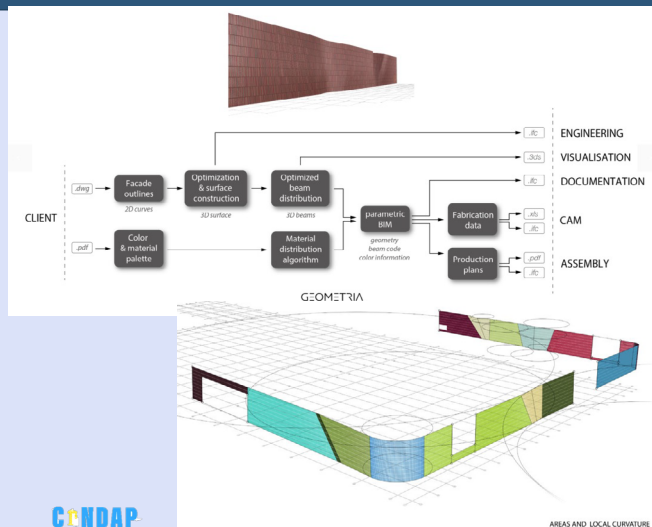 .ifc
ENGINEERING
.3ds
VISUALISATION
.ifc
DOCUMENTATION
CLIENT
.dwg
Facade
outlines
2D curves
Optimization
& surface
construction
3D surface
Optimized
beam
distribution
3D beams
.pdf
Color
& material
palette
Material
distribution
algorithm
parametric
BIM
geometry
beam code
color information
Fabrication
data
.xls
.ifc
CAM
Production
plans
.pdf
.ifc
ASSEMBLY
GEOMETRIA
CINDAP
AREAS AND LOCAL CURVATURE